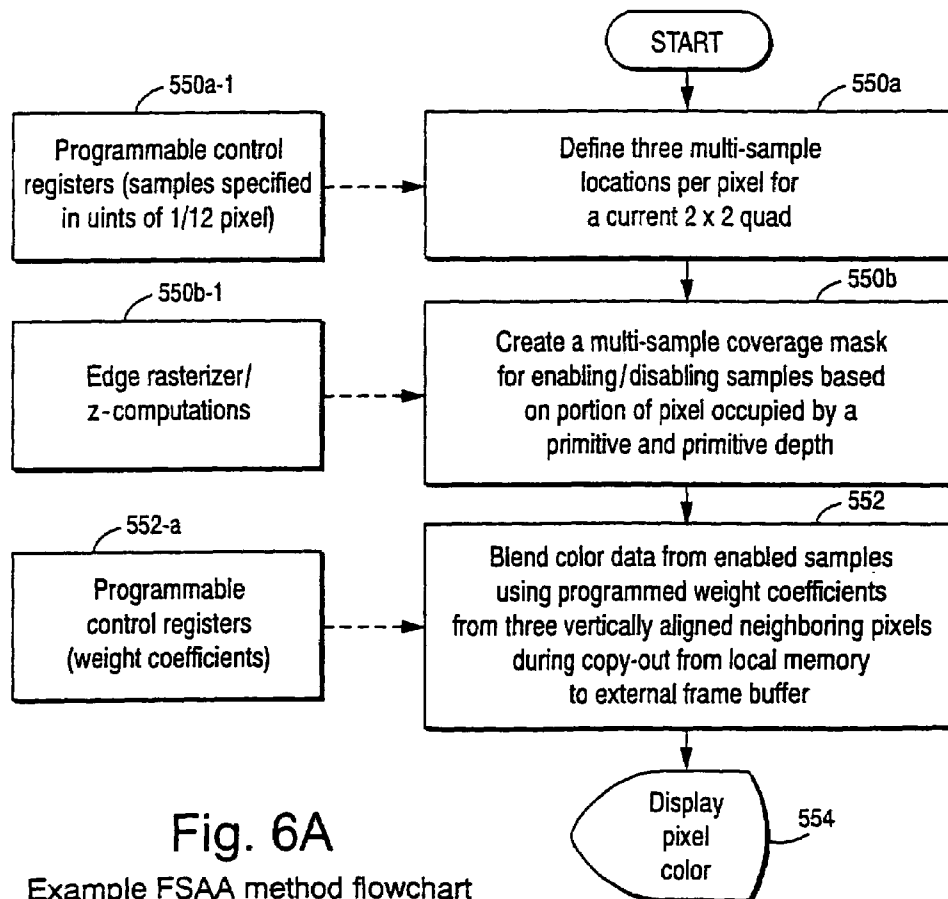 START
550a-1
550a
Programmable control
registers (samples specified
in uints of 1/12 pixel)
Define three multi-sample
locations per pixel for
a current 2 x 2 quad
550b-1
550b
Edge rasterizer/
z-computations
Create a multi-sample coverage mask
for enabling/disabling samples based
on portion of pixel occupied by a
primitive and primitive depth
552-a
552
Programmable
control registers
(weight coefficients)
Blend color data from enabled samples
using programmed weight coefficients
from three vertically aligned neighboring pixels
during copy-out from local memory
to external frame buffer
Display
pixel
color
554
Fig. 6A
Example FSAA method flowchart